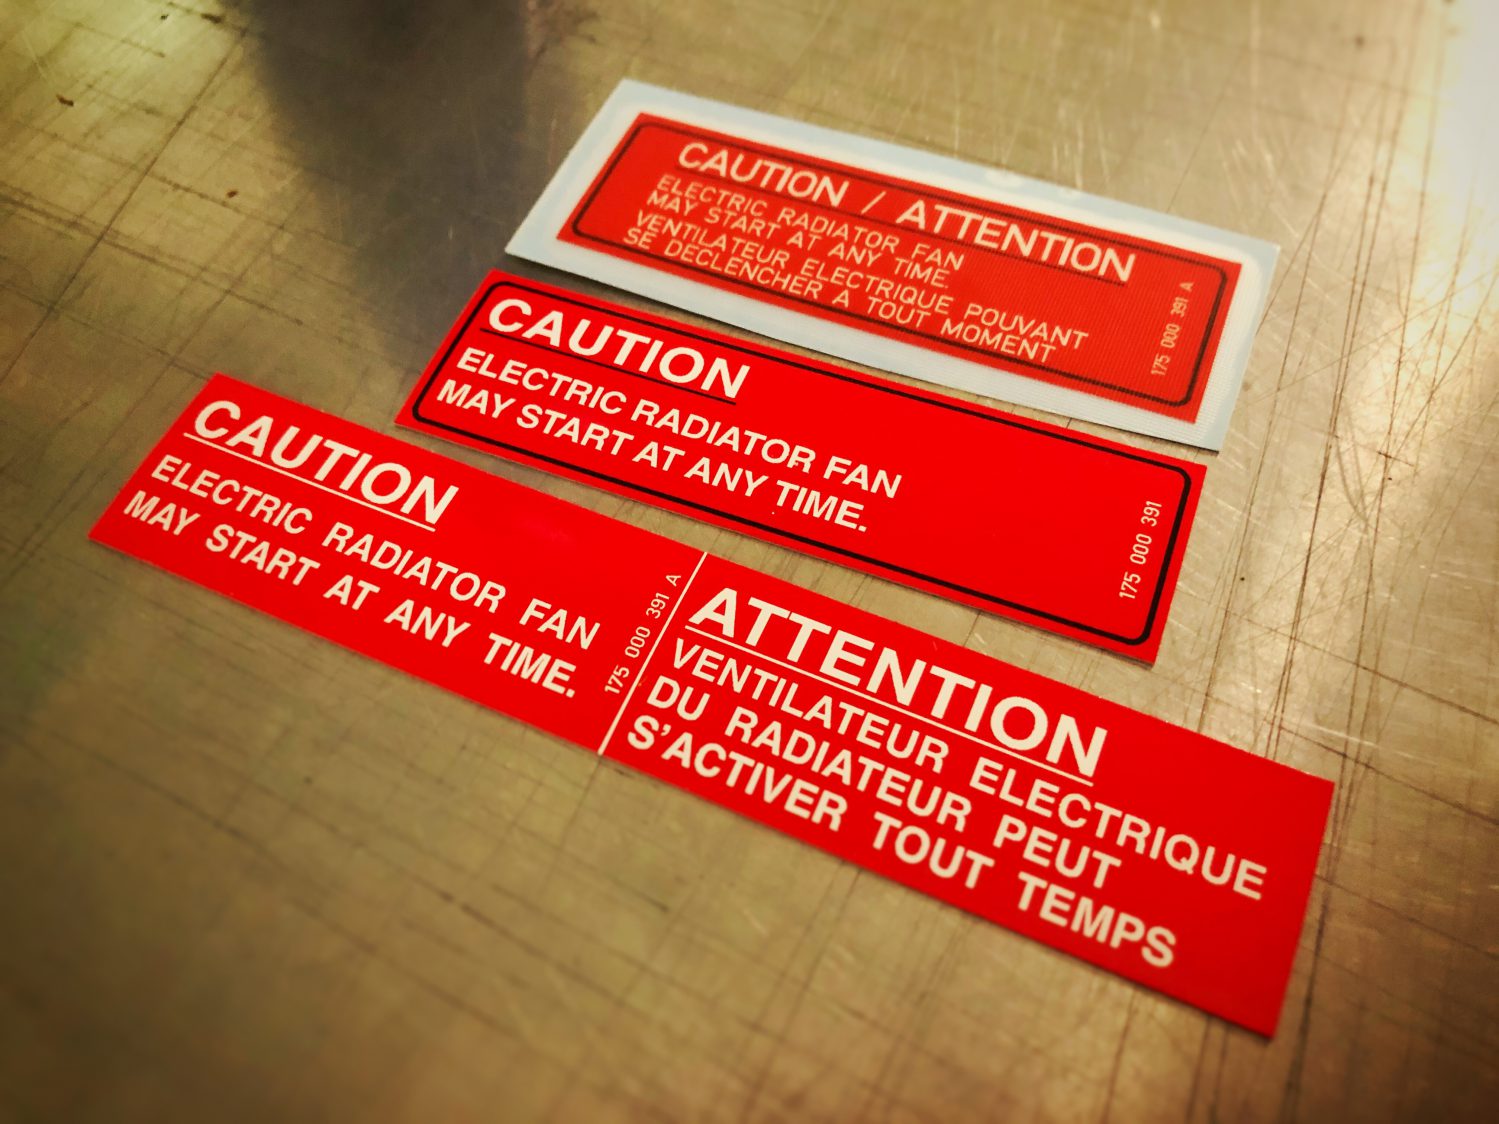 CAUTION / ATTENTION
ELECTRIC RADIATOR FAN
MAY START AT ANY TIME.
VENTILATEUR ELECTRIQUE POUVANT
SE DECLENCHER A TOUT MOMENT
175 000 391 A
CAUTION
ELECTRIC RADIATOR FAN
MAY START AT ANY TIME.
175 000 391
CAUTION
ELECTRIC RADIATOR FAN
MAY START AT ANY TIME.
175 000 391 A
ATTENTION
VENTILATEUR ELECTRIQUE
DU RADIATEUR PEUT
S'ACTIVER TOUT TEMPS